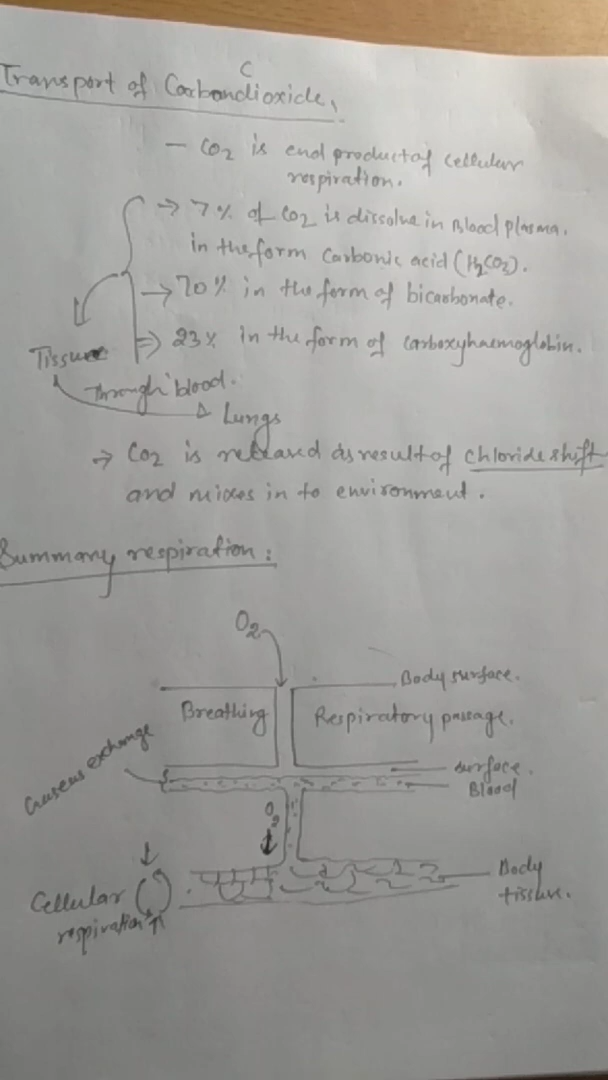 C
Transport of Carbondioxide,
- CO2 is end product of cellular
respiration.
→ 7% of CO2 is dissolve in Blood plasma.
in the form Carbonic acid (H2CO3).
→ 70% in the form of bicarbonate.
⇒ 23% in the form of Carboxyhaemoglobin.
Tissue
Through blood.
Lungs
→ CO2 is released as result of chloride shift
and mixes in to environment.
Summary respiration:
O2
Body surface.
Breathing
Respiratory passage.
Gaseus exchange
surface.
Blood
O2
Body
tissue.
Cellular
respiration